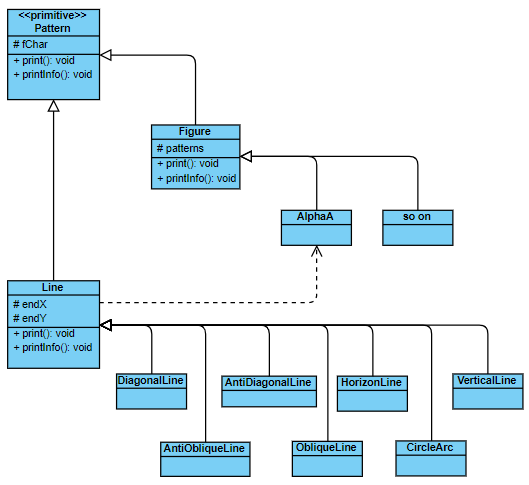 <<primitive>>
Pattern
# fChar
+ print(): void
+ printInfo(): void
Figure
# patterns
+ print(): void
+ printInfo(): void
AlphaA
so on
Line
# endX
# endY
+ print(): void
+ printInfo(): void
DiagonalLine
AntiDiagonalLine
HorizonLine
VerticalLine
AntiObliqueLine
ObliqueLine
CircleArc